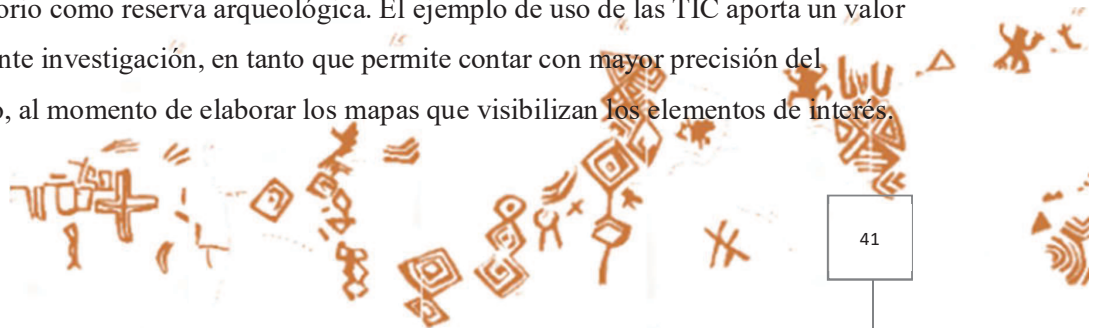 orio como reserva arqueológica. El ejemplo de uso de las TIC aporta un valor
nte investigación, en tanto que permite contar con mayor precisión del
o, al momento de elaborar los mapas que visibilizan los elementos de interés.
41